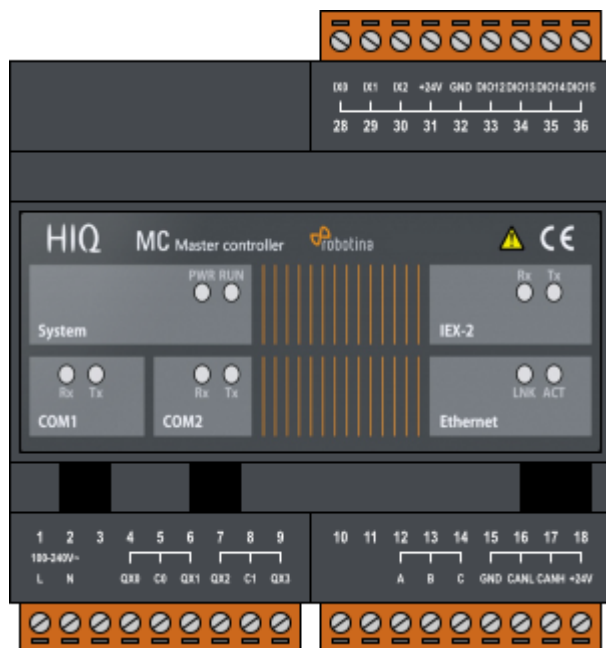 IX0 IX1 IX2 +24V GND DIO12 DIO13 DIO14 DIO15
28 29 30 31 32 33 34 35 36
HIQ MC Master controller robotina CE
PWR RUN
System
Rx Tx
IEX-2
Rx Tx
COM1
Rx Tx
COM2
LNK ACT
Ethernet
1 2 3 4 5 6 7 8 9 10 11 12 13 14 15 16 17 18
100-240V~
L N QX0 C0 QX1 QX2 C1 QX3 A B C GND CANL CANH +24V